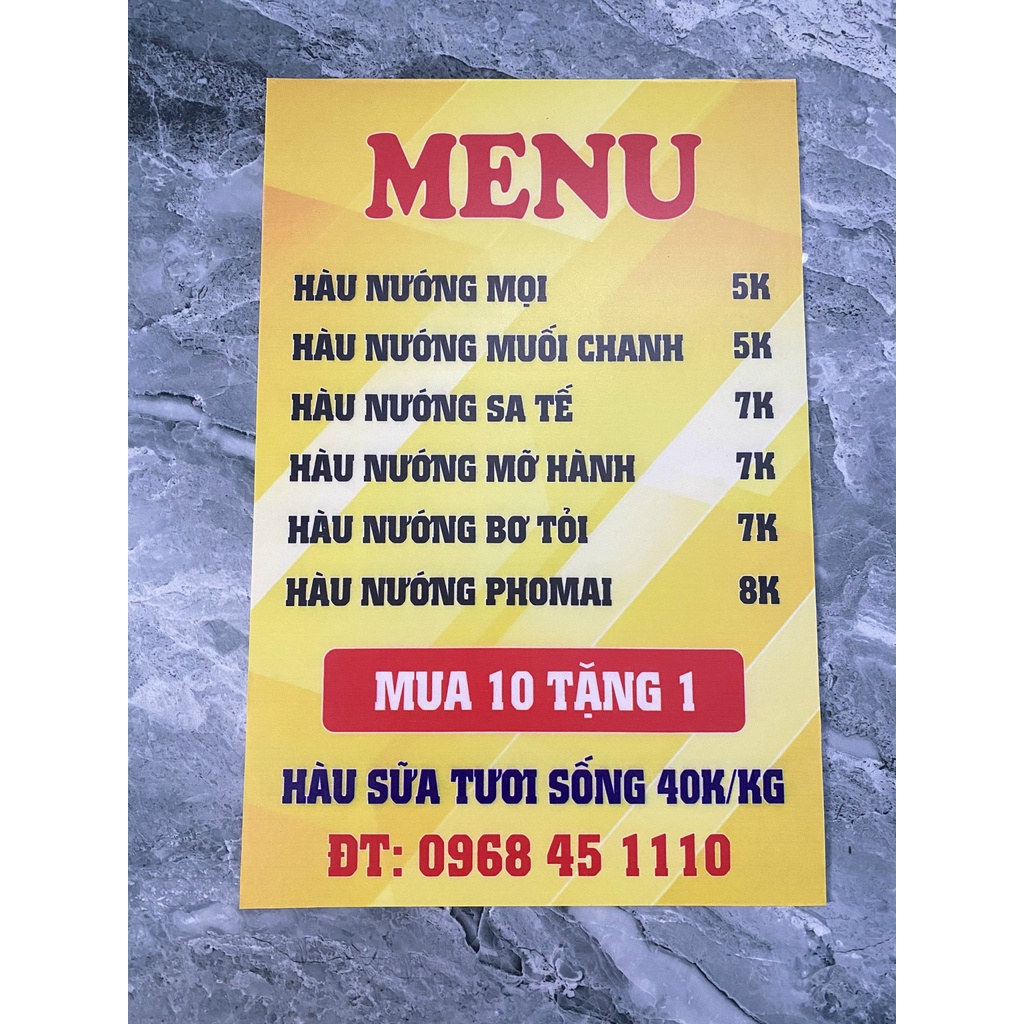 MENU
HÀU NƯỚNG MỌI 5K
HÀU NƯỚNG MUỐI CHANH 5K
HÀU NƯỚNG SA TẾ 7K
HÀU NƯỚNG MỠ HÀNH 7K
HÀU NƯỚNG BƠ TỎI 7K
HÀU NƯỚNG PHOMAI 8K
MUA 10 TẶNG 1
HÀU SỮA TƯƠI SỐNG 40K/KG
ĐT: 0968 45 1110